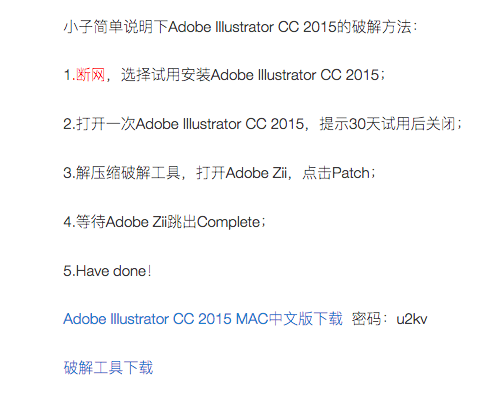 小子简单说明下Adobe Illustrator CC 2015的破解方法：
1.断网，选择试用安装Adobe Illustrator CC 2015；
2.打开一次Adobe Illustrator CC 2015，提示30天试用后关闭；
3.解压缩破解工具，打开Adobe Zii，点击Patch；
4.等待Adobe Zii跳出Complete；
5.Have done！
Adobe Illustrator CC 2015 MAC中文版下载 密码：u2kv
破解工具下载